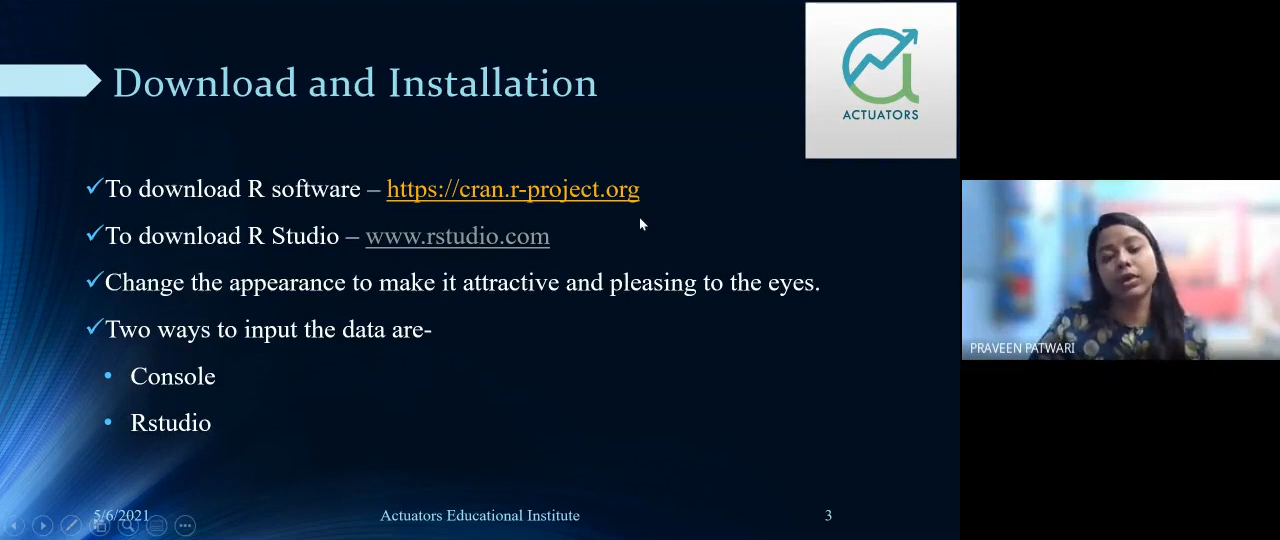 Download and Installation
ACTUATORS
✓To download R software – https://cran.r-project.org
✓To download R Studio – www.rstudio.com
✓Change the appearance to make it attractive and pleasing to the eyes.
✓Two ways to input the data are-
• Console
• Rstudio
PRAVEEN PATWARI
5/6/2021
Actuators Educational Institute
3